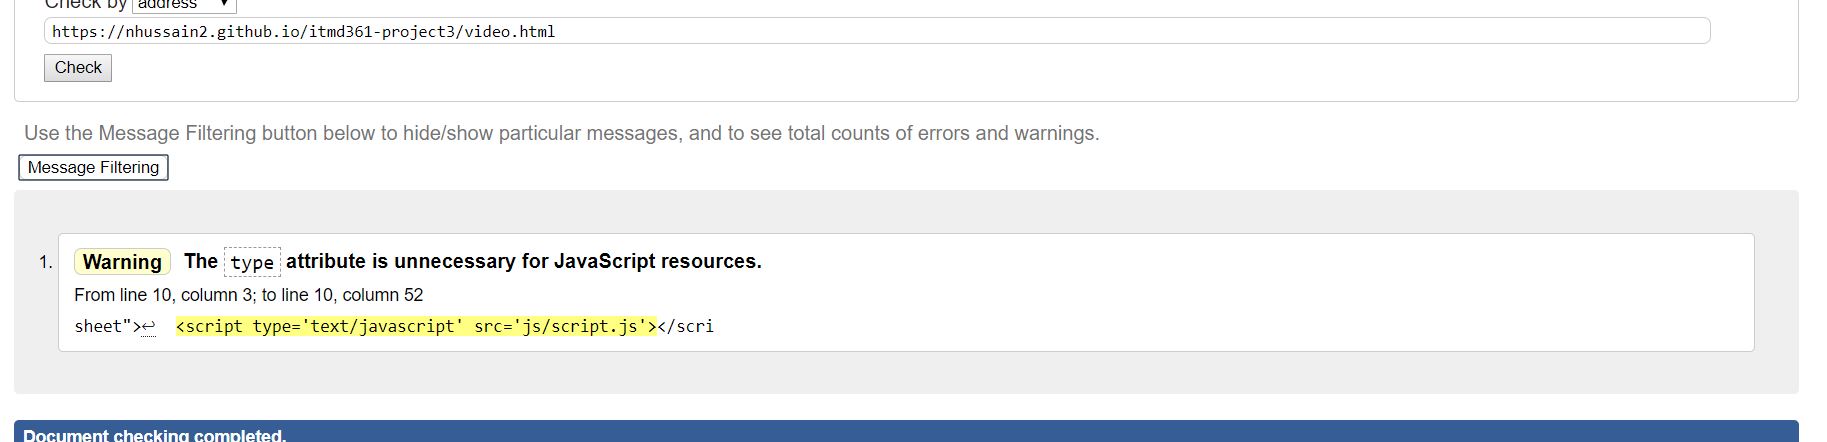 Check by address
https://nhussain2.github.io/itmd361-project3/video.html
Check
Use the Message Filtering button below to hide/show particular messages, and to see total counts of errors and warnings.
Message Filtering
1. Warning The type attribute is unnecessary for JavaScript resources.
From line 10, column 3; to line 10, column 52
sheet">↩ <script type='text/javascript' src='js/script.js'></scri
Document checking completed.